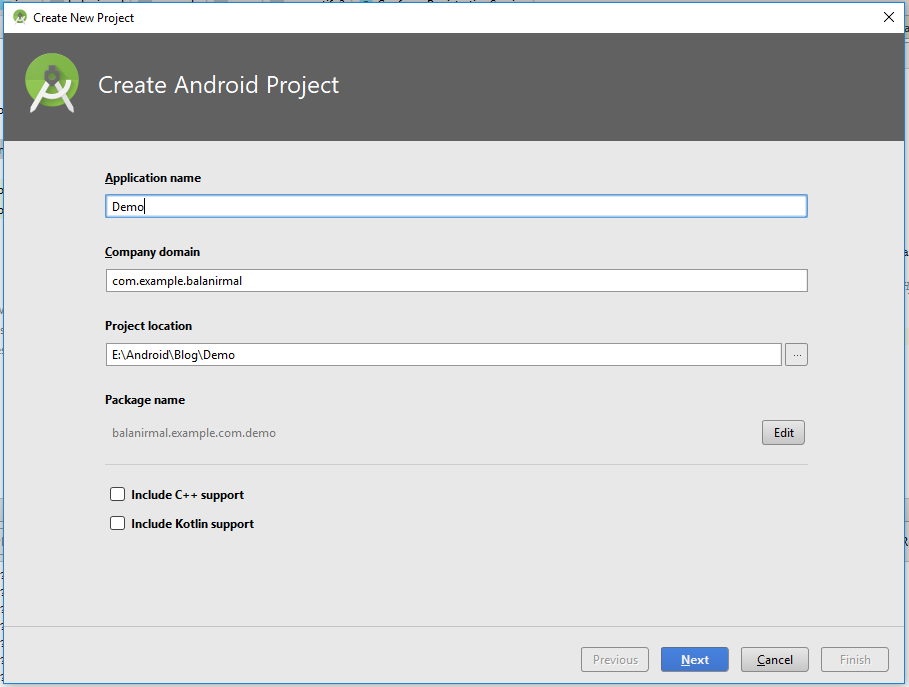 Create New Project
Create Android Project
Application name
Demo
Company domain
com.example.balanirmal
Project location
E:\Android\Blog\Demo
...
Package name
balanirmal.example.com.demo
Edit
Include C++ support
Include Kotlin support
Previous
Next
Cancel
Finish